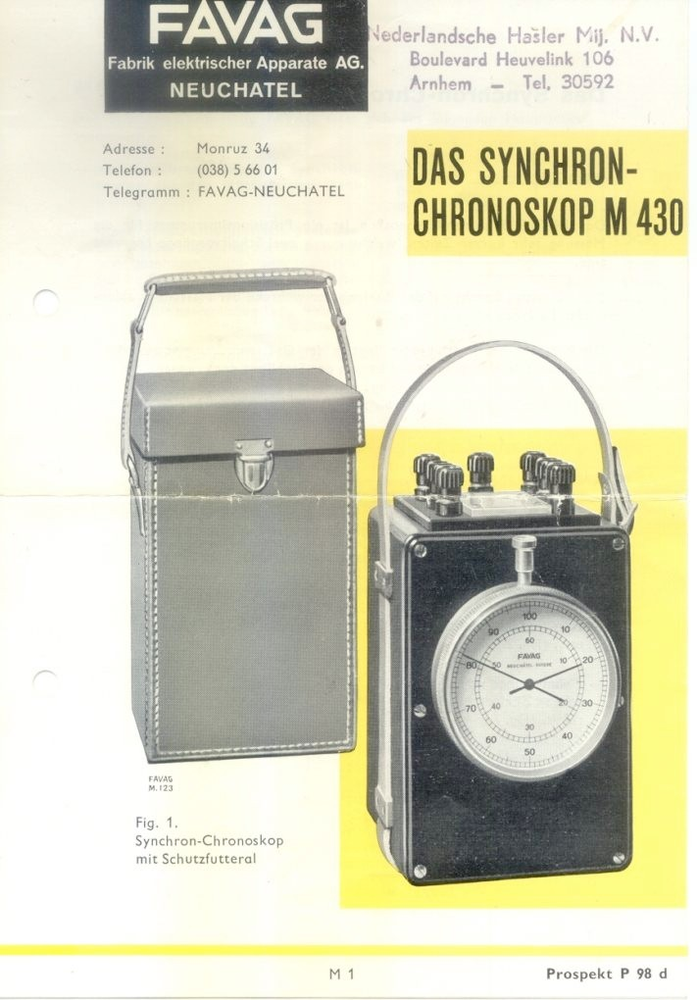 FAVAG
Fabrik elektrischer Apparate AG.
NEUCHATEL
Nederlandsche Hasler Mij. N.V.
Boulevard Heuvelink 106
Arnhem — Tel. 30592
Adresse : Monruz 34
Telefon : (038) 5 66 01
Telegramm : FAVAG-NEUCHATEL
DAS SYNCHRON-
CHRONOSKOP M 430
100
90
10
60
80
50
10
20
FAVAG
NEUCHATEL SUISSE
70
40
20
30
30
60
40
50
FAVAG
M.123
Fig. 1.
Synchron-Chronoskop
mit Schutzfutteral
M 1
Prospekt P 98 d